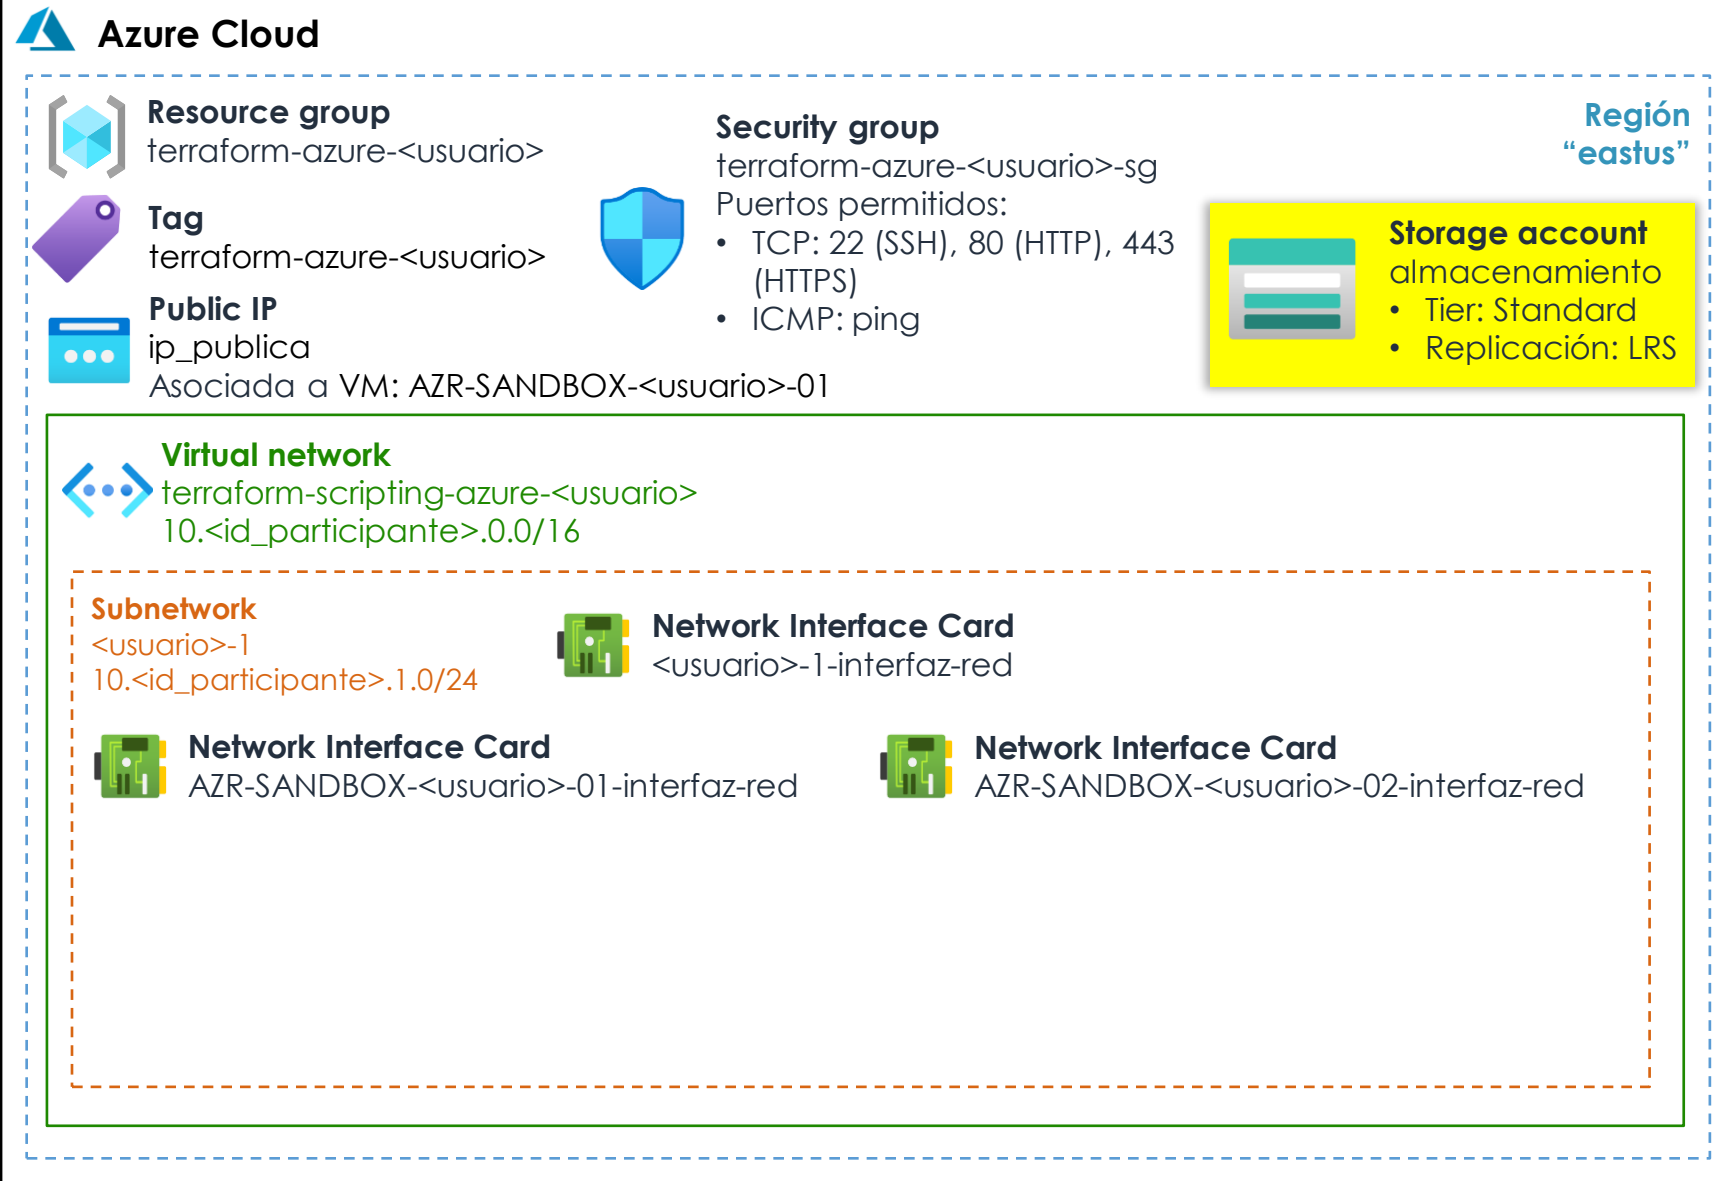 Azure Cloud
Resource group
terraform-azure-<usuario>
Tag
terraform-azure-<usuario>
Public IP
ip_publica
Asociada a VM: AZR-SANDBOX-<usuario>-01
Security group
terraform-azure-<usuario>-sg
Puertos permitidos:
• TCP: 22 (SSH), 80 (HTTP), 443
(HTTPS)
• ICMP: ping
Región
“eastus”
Storage account
almacenamiento
• Tier: Standard
• Replicación: LRS
Virtual network
terraform-scripting-azure-<usuario>
10.<id_participante>.0.0/16
Subnetwork
<usuario>-1
10.<id_participante>.1.0/24
Network Interface Card
<usuario>-1-interfaz-red
Network Interface Card
AZR-SANDBOX-<usuario>-01-interfaz-red
Network Interface Card
AZR-SANDBOX-<usuario>-02-interfaz-red